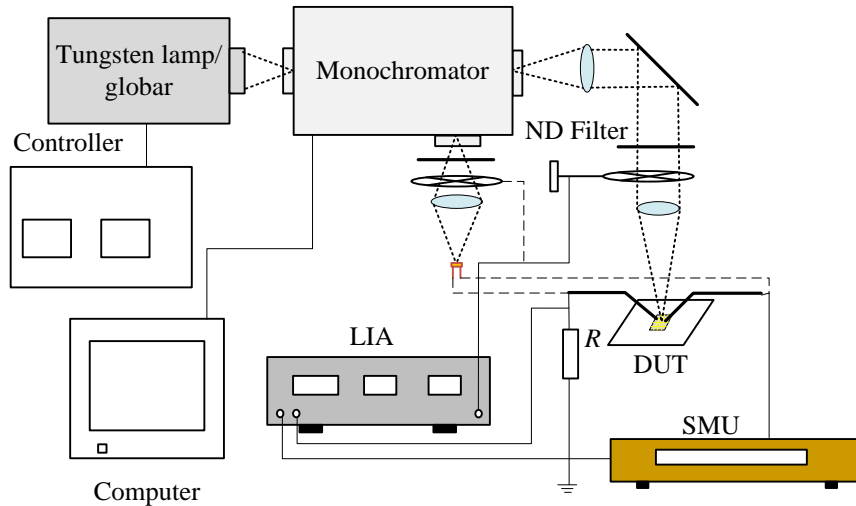 Tungsten lamp/
globar
Monochromator
Controller
ND Filter
LIA
R
DUT
SMU
Computer